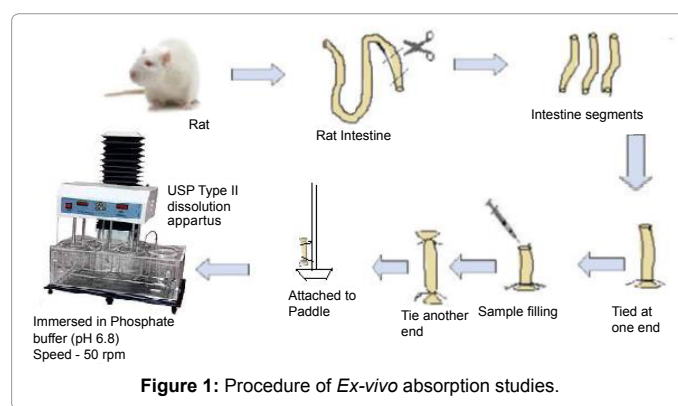 Rat
Rat Intestine
Intestine segments
Tied at
one end
Sample filling
Tie another
end
Attached to
Paddle
USP Type II
dissolution
appartus
Immersed in Phosphate
buffer (pH 6.8)
Speed - 50 rpm
Figure 1: Procedure of Ex-vivo absorption studies.